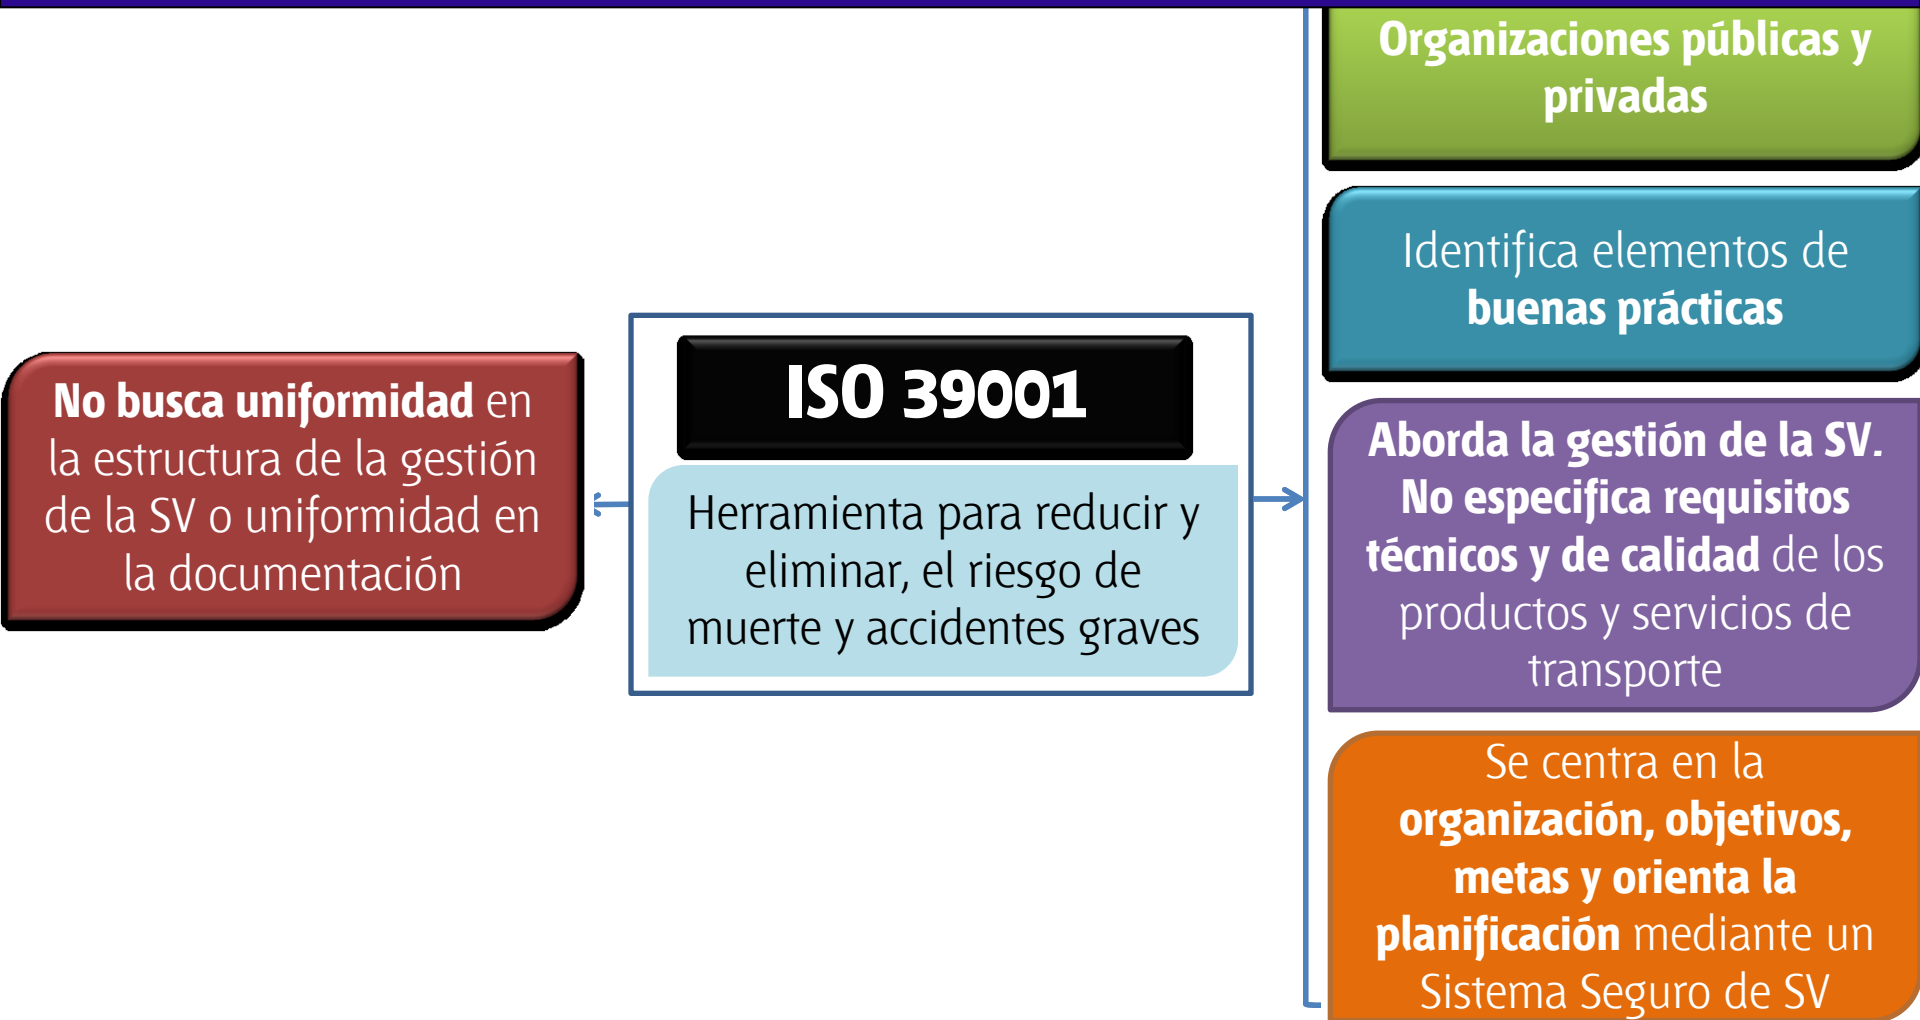 No busca uniformidad en
la estructura de la gestión
de la SV o uniformidad en
la documentación
ISO 39001
Herramienta para reducir y
eliminar, el riesgo de
muerte y accidentes graves
Organizaciones públicas y
privadas
Identifica elementos de
buenas prácticas
Aborda la gestión de la SV.
No especifica requisitos
técnicos y de calidad de los
productos y servicios de
transporte
Se centra en la
organización, objetivos,
metas y orienta la
planificación mediante un
Sistema Seguro de SV